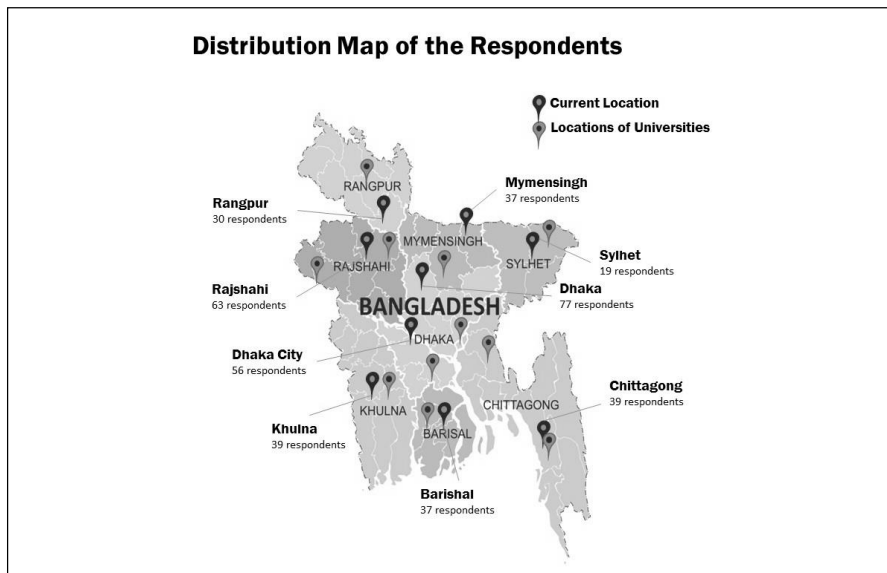 Distribution Map of the Respondents
Current Location
Locations of Universities
RANGPUR
Mymensingh
37 respondents
Rangpur
30 respondents
MYMENSINGH
SYLHET
Sylhet
19 respondents
RAJSHAHI
Rajshahi
63 respondents
Dhaka
77 respondents
BANGLADESH
DHAKA
Dhaka City
56 respondents
Chittagong
39 respondents
KHULNA
CHITTAGONG
Khulna
39 respondents
BARISAL
Barishal
37 respondents